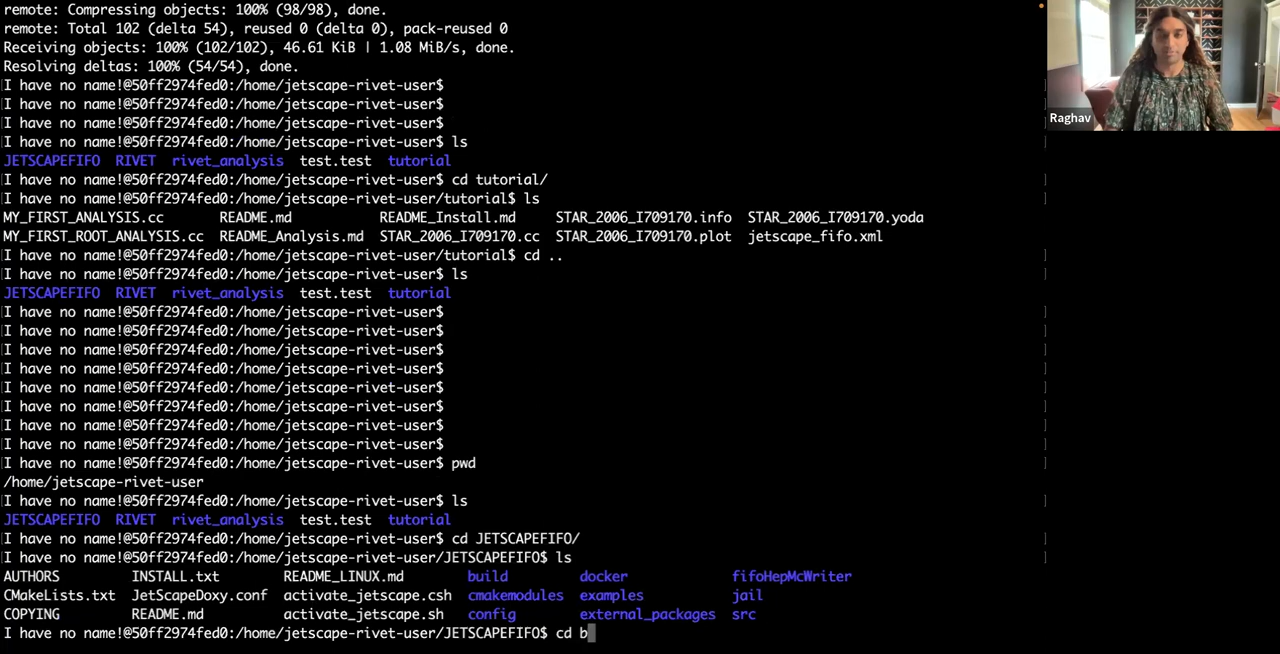 remote: Compressing objects: 100% (98/98), done.
remote: Total 102 (delta 54), reused 0 (delta 0), pack-reused 0
Receiving objects: 100% (102/102), 46.61 KiB | 1.08 MiB/s, done.
Resolving deltas: 100% (54/54), done.
[I have no name!@50ff2974fed0:/home/jetscape-rivet-user$ ]
[I have no name!@50ff2974fed0:/home/jetscape-rivet-user$ ]
[I have no name!@50ff2974fed0:/home/jetscape-rivet-user$ ]
[I have no name!@50ff2974fed0:/home/jetscape-rivet-user$ ls ]
JETSCAPEFIFO RIVET rivet_analysis test.test tutorial
[I have no name!@50ff2974fed0:/home/jetscape-rivet-user$ cd tutorial/ ]
[I have no name!@50ff2974fed0:/home/jetscape-rivet-user/tutorial$ ls ]
MY_FIRST_ANALYSIS.cc README.md README_Install.md STAR_2006_I709170.info STAR_2006_I709170.yoda
MY_FIRST_ROOT_ANALYSIS.cc README_Analysis.md STAR_2006_I709170.cc STAR_2006_I709170.plot jetscape_fifo.xml
[I have no name!@50ff2974fed0:/home/jetscape-rivet-user/tutorial$ cd .. ]
[I have no name!@50ff2974fed0:/home/jetscape-rivet-user$ ls ]
JETSCAPEFIFO RIVET rivet_analysis test.test tutorial
[I have no name!@50ff2974fed0:/home/jetscape-rivet-user$ ]
[I have no name!@50ff2974fed0:/home/jetscape-rivet-user$ ]
[I have no name!@50ff2974fed0:/home/jetscape-rivet-user$ ]
[I have no name!@50ff2974fed0:/home/jetscape-rivet-user$ ]
[I have no name!@50ff2974fed0:/home/jetscape-rivet-user$ ]
[I have no name!@50ff2974fed0:/home/jetscape-rivet-user$ ]
[I have no name!@50ff2974fed0:/home/jetscape-rivet-user$ ]
[I have no name!@50ff2974fed0:/home/jetscape-rivet-user$ ]
[I have no name!@50ff2974fed0:/home/jetscape-rivet-user$ pwd ]
/home/jetscape-rivet-user
[I have no name!@50ff2974fed0:/home/jetscape-rivet-user$ ls ]
JETSCAPEFIFO RIVET rivet_analysis test.test tutorial
[I have no name!@50ff2974fed0:/home/jetscape-rivet-user$ cd JETSCAPEFIFO/ ]
[I have no name!@50ff2974fed0:/home/jetscape-rivet-user/JETSCAPEFIFO$ ls ]
AUTHORS INSTALL.txt README_LINUX.md build docker fifoHepMcWriter
CMakeLists.txt JetScapeDoxy.conf activate_jetscape.csh cmakemodules examples jail
COPYING README.md activate_jetscape.sh config external_packages src
I have no name!@50ff2974fed0:/home/jetscape-rivet-user/JETSCAPEFIFO$ cd b
Raghav